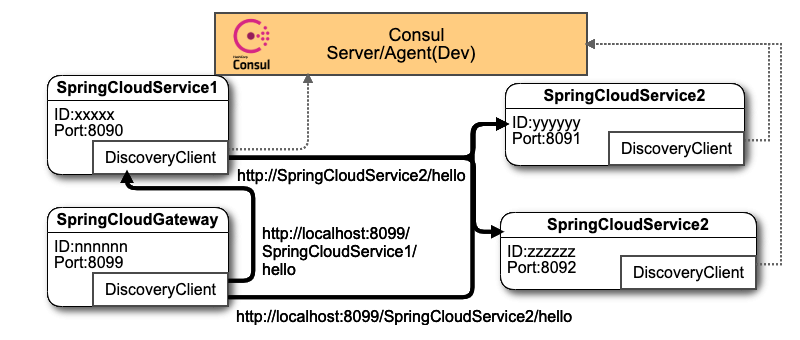 Consul
Server/Agent(Dev)
Consul
SpringCloudService1
ID:xxxxx
Port:8090
DiscoveryClient
SpringCloudService2
ID:yyyyyy
Port:8091
DiscoveryClient
http://SpringCloudService2/hello
SpringCloudGateway
ID:nnnnnn
Port:8099
DiscoveryClient
http://localhost:8099/
SpringCloudService1/
hello
SpringCloudService2
ID:zzzzzz
Port:8092
DiscoveryClient
http://localhost:8099/SpringCloudService2/hello